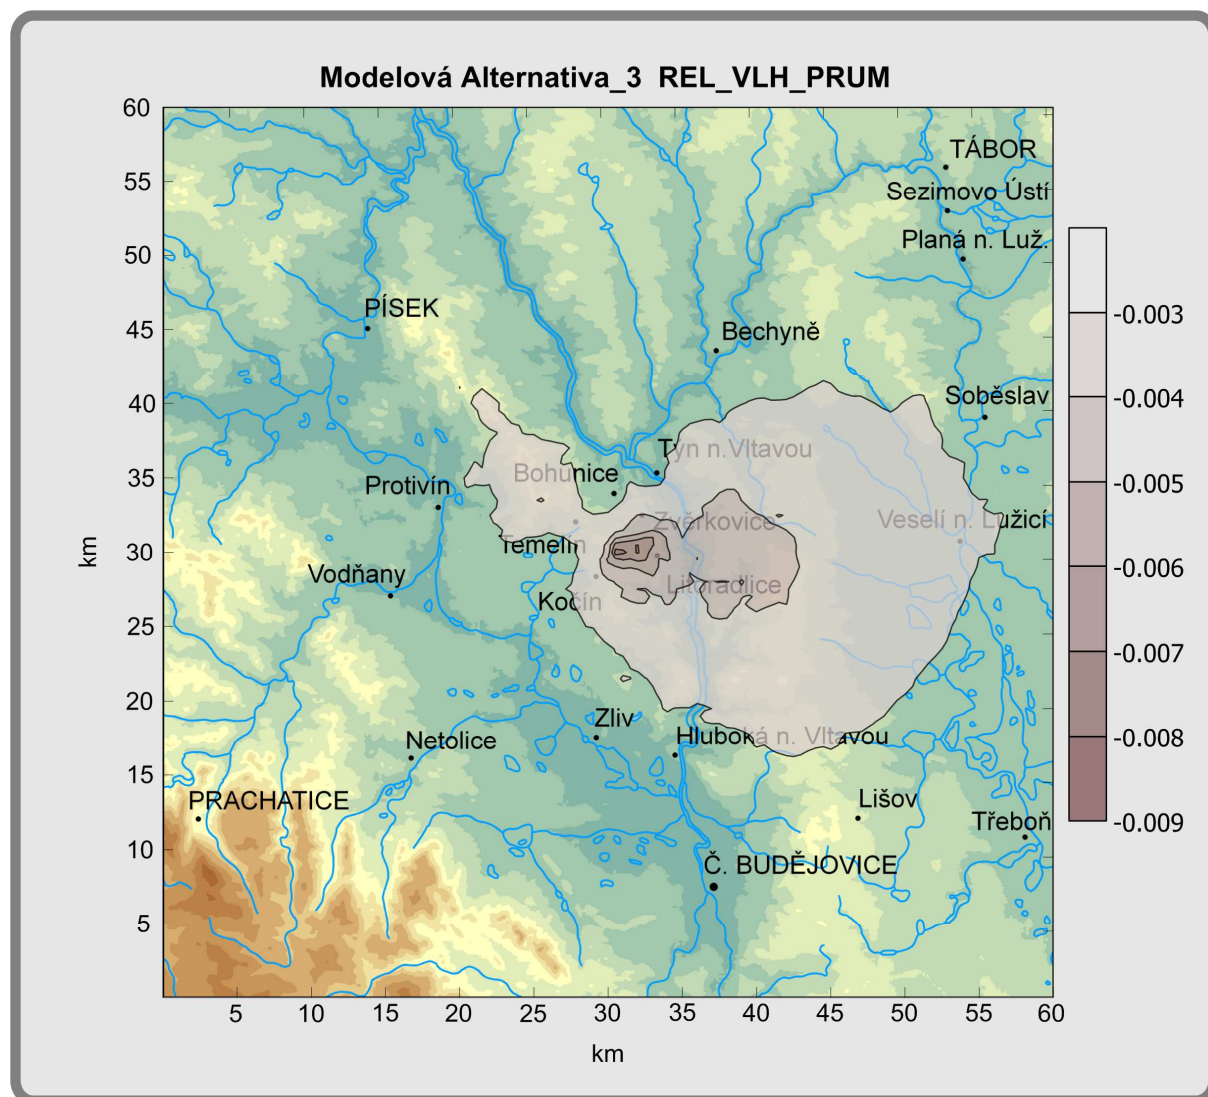 Modelová Alternativa_3 REL_VLH_PRUM
60
55
50
45
40
35
30
25
20
15
10
5
km
TÁBOR
Sezimovo Ústí
Planá n. Luž.
PÍSEK
Bechyně
Soběslav
Týn n.Vltavou
Bohunice
Protivín
Zvěrkovice
Veselí n. Lužicí
Temelín
Vodňany
Litoradlice
Kočín
Zliv
Netolice
Hluboká n. Vltavou
PRACHATICE
Lišov
Třeboň
Č. BUDĚJOVICE
5 10 15 20 25 30 35 40 45 50 55 60
km
-0.003
-0.004
-0.005
-0.006
-0.007
-0.008
-0.009